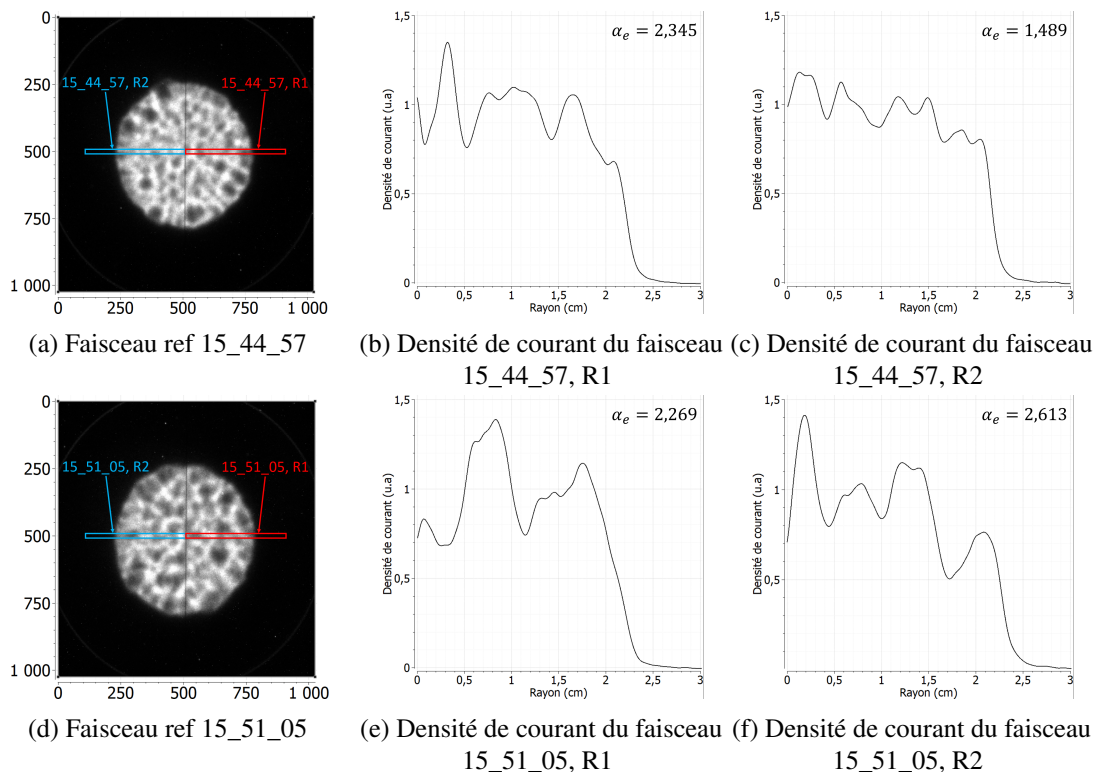 0
250
500
750
1 000
0 250 500 750 1 000
15_44_57, R2
15_44_57, R1
(a) Faisceau ref 15_44_57
1,5
1
0,5
0
Densité de courant (u.a)
αₑ = 2,345
0 0,5 1 1,5 2 2,5 3
Rayon (cm)
(b) Densité de courant du faisceau
15_44_57, R1
1,5
1
0,5
0
Densité de courant (u.a)
αₑ = 1,489
0 0,5 1 1,5 2 2,5 3
Rayon (cm)
(c) Densité de courant du faisceau
15_44_57, R2
0
250
500
750
1 000
0 250 500 750 1 000
15_51_05, R2
15_51_05, R1
(d) Faisceau ref 15_51_05
1,5
1
0,5
0
Densité de courant (u.a)
αₑ = 2,269
0 0,5 1 1,5 2 2,5 3
Rayon (cm)
(e) Densité de courant du faisceau
15_51_05, R1
1,5
1
0,5
0
Densité de courant (u.a)
αₑ = 2,613
0 0,5 1 1,5 2 2,5 3
Rayon (cm)
(f) Densité de courant du faisceau
15_51_05, R2